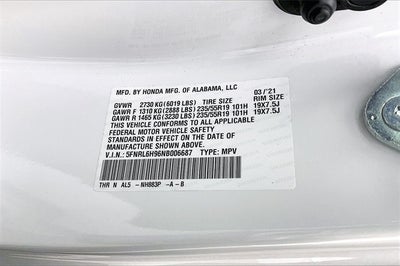 MFD. BY HONDA MFG. OF ALABAMA, LLC 03/'21
GVWR 2730 KG(6019 LBS) TIRE SIZE RIM SIZE
GAWR F 1310 KG(2888 LBS)235/55R19 101H 19X7.5J
GAWR R 1465 KG(3230 LBS)235/55R19 101H 19X7.5J
THIS VEHICLE CONFORMS TO ALL APPLICABLE
FEDERAL MOTOR VEHICLE SAFETY
STANDARDS IN EFFECT ON THE DATE OF
MANUFACTURE SHOWN ABOVE.
V.I.N.: 5FNRL6H96NB006687 TYPE: MPV
THR N AL5 -NH883P -A-B